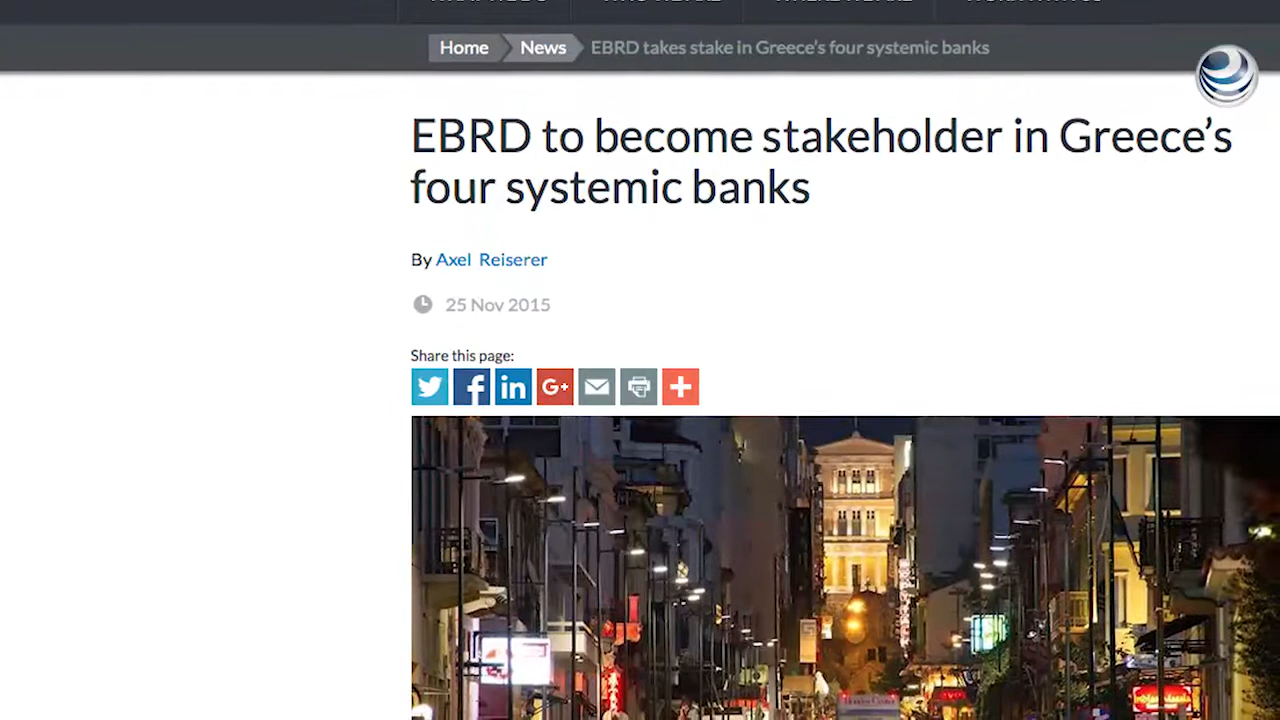 Home News EBRD takes stake in Greece's four systemic banks
EBRD to become stakeholder in Greece’s
four systemic banks
By Axel Reiserer
25 Nov 2015
Share this page:
in G+